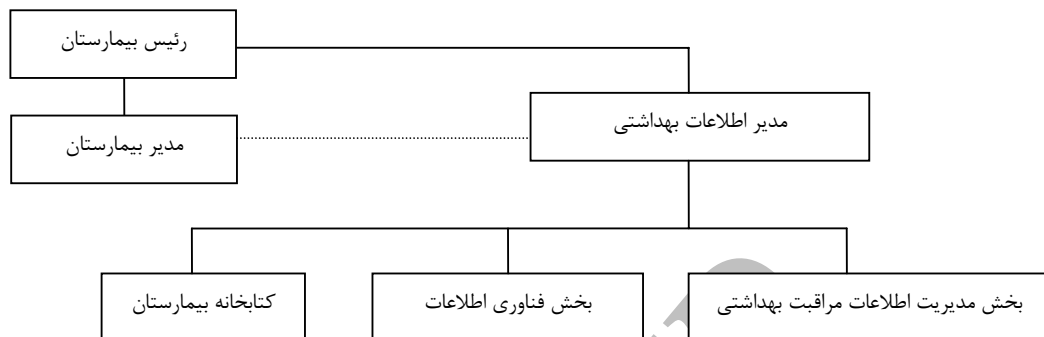 رئیس بیمارستان
مدیر اطلاعات بهداشتی
مدیر بیمارستان
بخش مدیریت اطلاعات مراقبت بهداشتی
بخش فناوری اطلاعات
کتابخانه بیمارستان